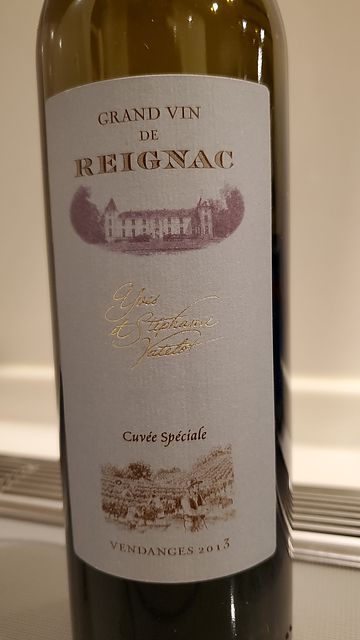 GRAND VIN
DE
REIGNAC
Yves
et Stéphanie
Vatelot
Cuvée Spéciale
VENDANGES 2013